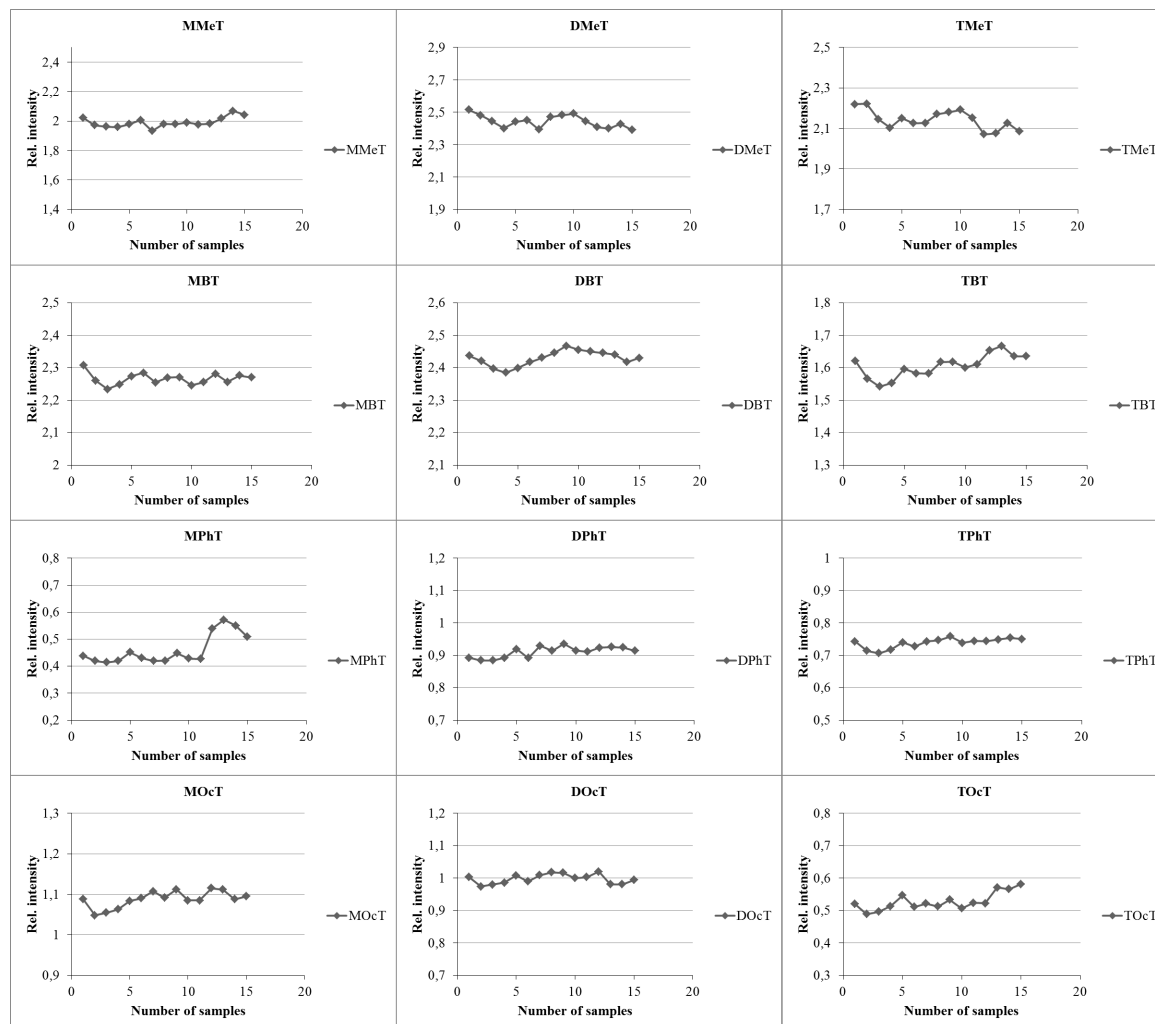 MMeT
Rel. intensity
2,4
2,2
2
1,8
1,6
1,4
0 5 10 15 20
Number of samples
MMeT
DMeT
Rel. intensity
2,9
2,7
2,5
2,3
2,1
1,9
0 5 10 15 20
Number of samples
DMeT
TMeT
Rel. intensity
2,5
2,3
2,1
1,9
1,7
0 5 10 15 20
Number of samples
TMeT
MBT
Rel. intensity
2,5
2,4
2,3
2,2
2,1
2
0 5 10 15 20
Number of samples
MBT
DBT
Rel. intensity
2,6
2,5
2,4
2,3
2,2
2,1
0 5 10 15 20
Number of samples
DBT
TBT
Rel. intensity
1,8
1,7
1,6
1,5
1,4
1,3
0 5 10 15 20
Number of samples
TBT
MPhT
Rel. intensity
0,8
0,7
0,6
0,5
0,4
0,3
0,2
0 5 10 15 20
Number of samples
MPhT
DPhT
Rel. intensity
1,2
1,1
1
0,9
0,8
0,7
0 5 10 15 20
Number of samples
DPhT
TPhT
Rel. intensity
1
0,9
0,8
0,7
0,6
0,5
0 5 10 15 20
Number of samples
TPhT
MOcT
Rel. intensity
1,3
1,2
1,1
1
0,9
0 5 10 15 20
Number of samples
MOcT
DOcT
Rel. intensity
1,2
1,1
1
0,9
0,8
0,7
0 5 10 15 20
Number of samples
DOcT
TOcT
Rel. intensity
0,8
0,7
0,6
0,5
0,4
0,3
0 5 10 15 20
Number of samples
TOcT